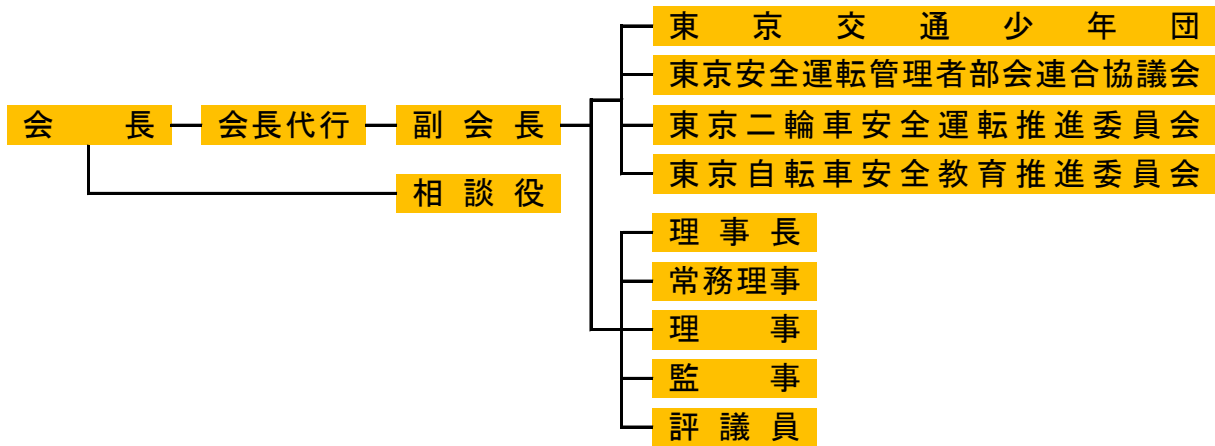 会長
会長代行
副会長
相談役
東京交通少年団
東京安全運転管理者部会連合協議会
東京二輪車安全運転推進委員会
東京自転車安全教育推進委員会
理事長
常務理事
理事
監事
評議員